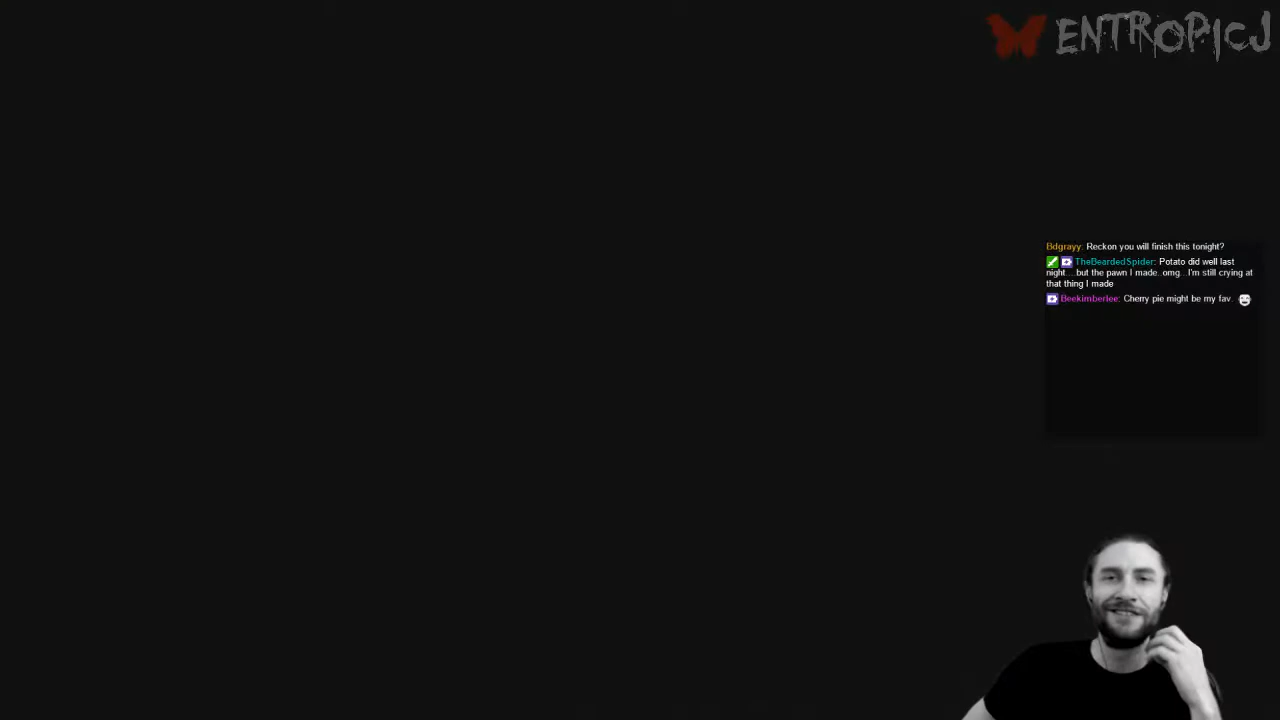 ENTROPICJ
Bdgrayy: Reckon you will finish this tonight?
TheBeardedSpider: Potato did well last
night....but the pawn I made..omg...I'm still crying at
that thing I made
Beekimberlee: Cherry pie might be my fav.